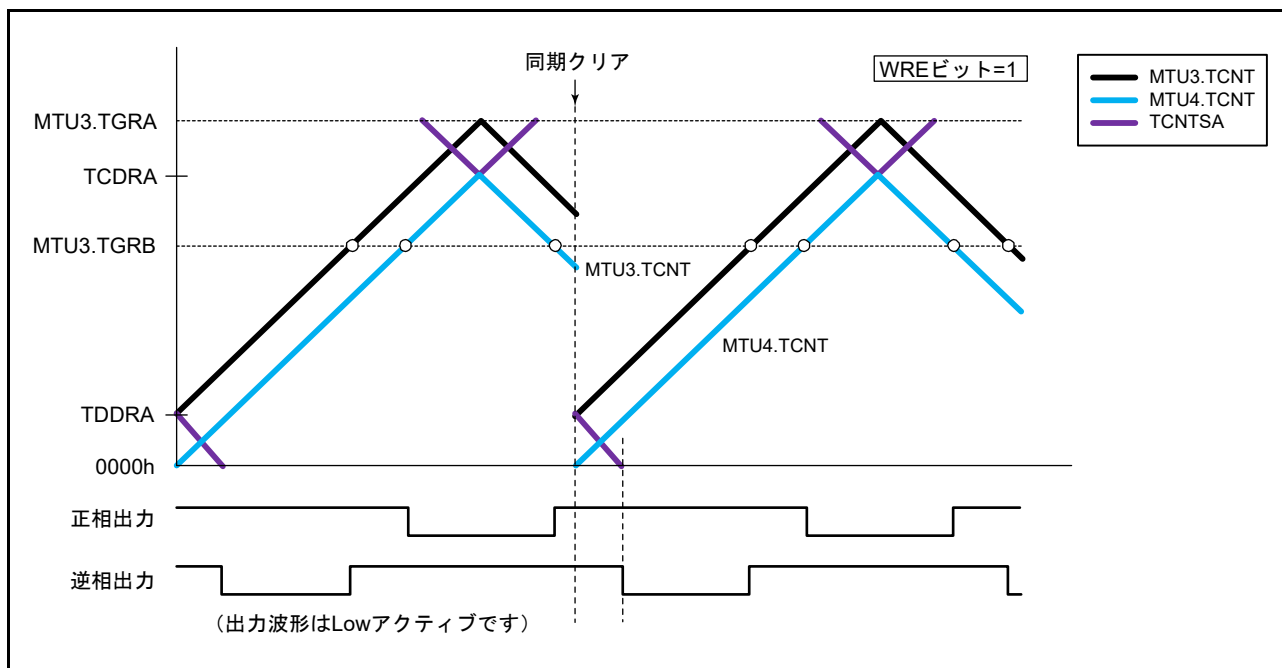 同期クリア
WREビット=1
MTU3.TCNT
MTU4.TCNT
TCNTSA
MTU3.TGRA
TCDRA
MTU3.TGRB
MTU3.TCNT
MTU4.TCNT
TDDRA
0000h
正相出力
逆相出力
（出力波形はLowアクティブです）